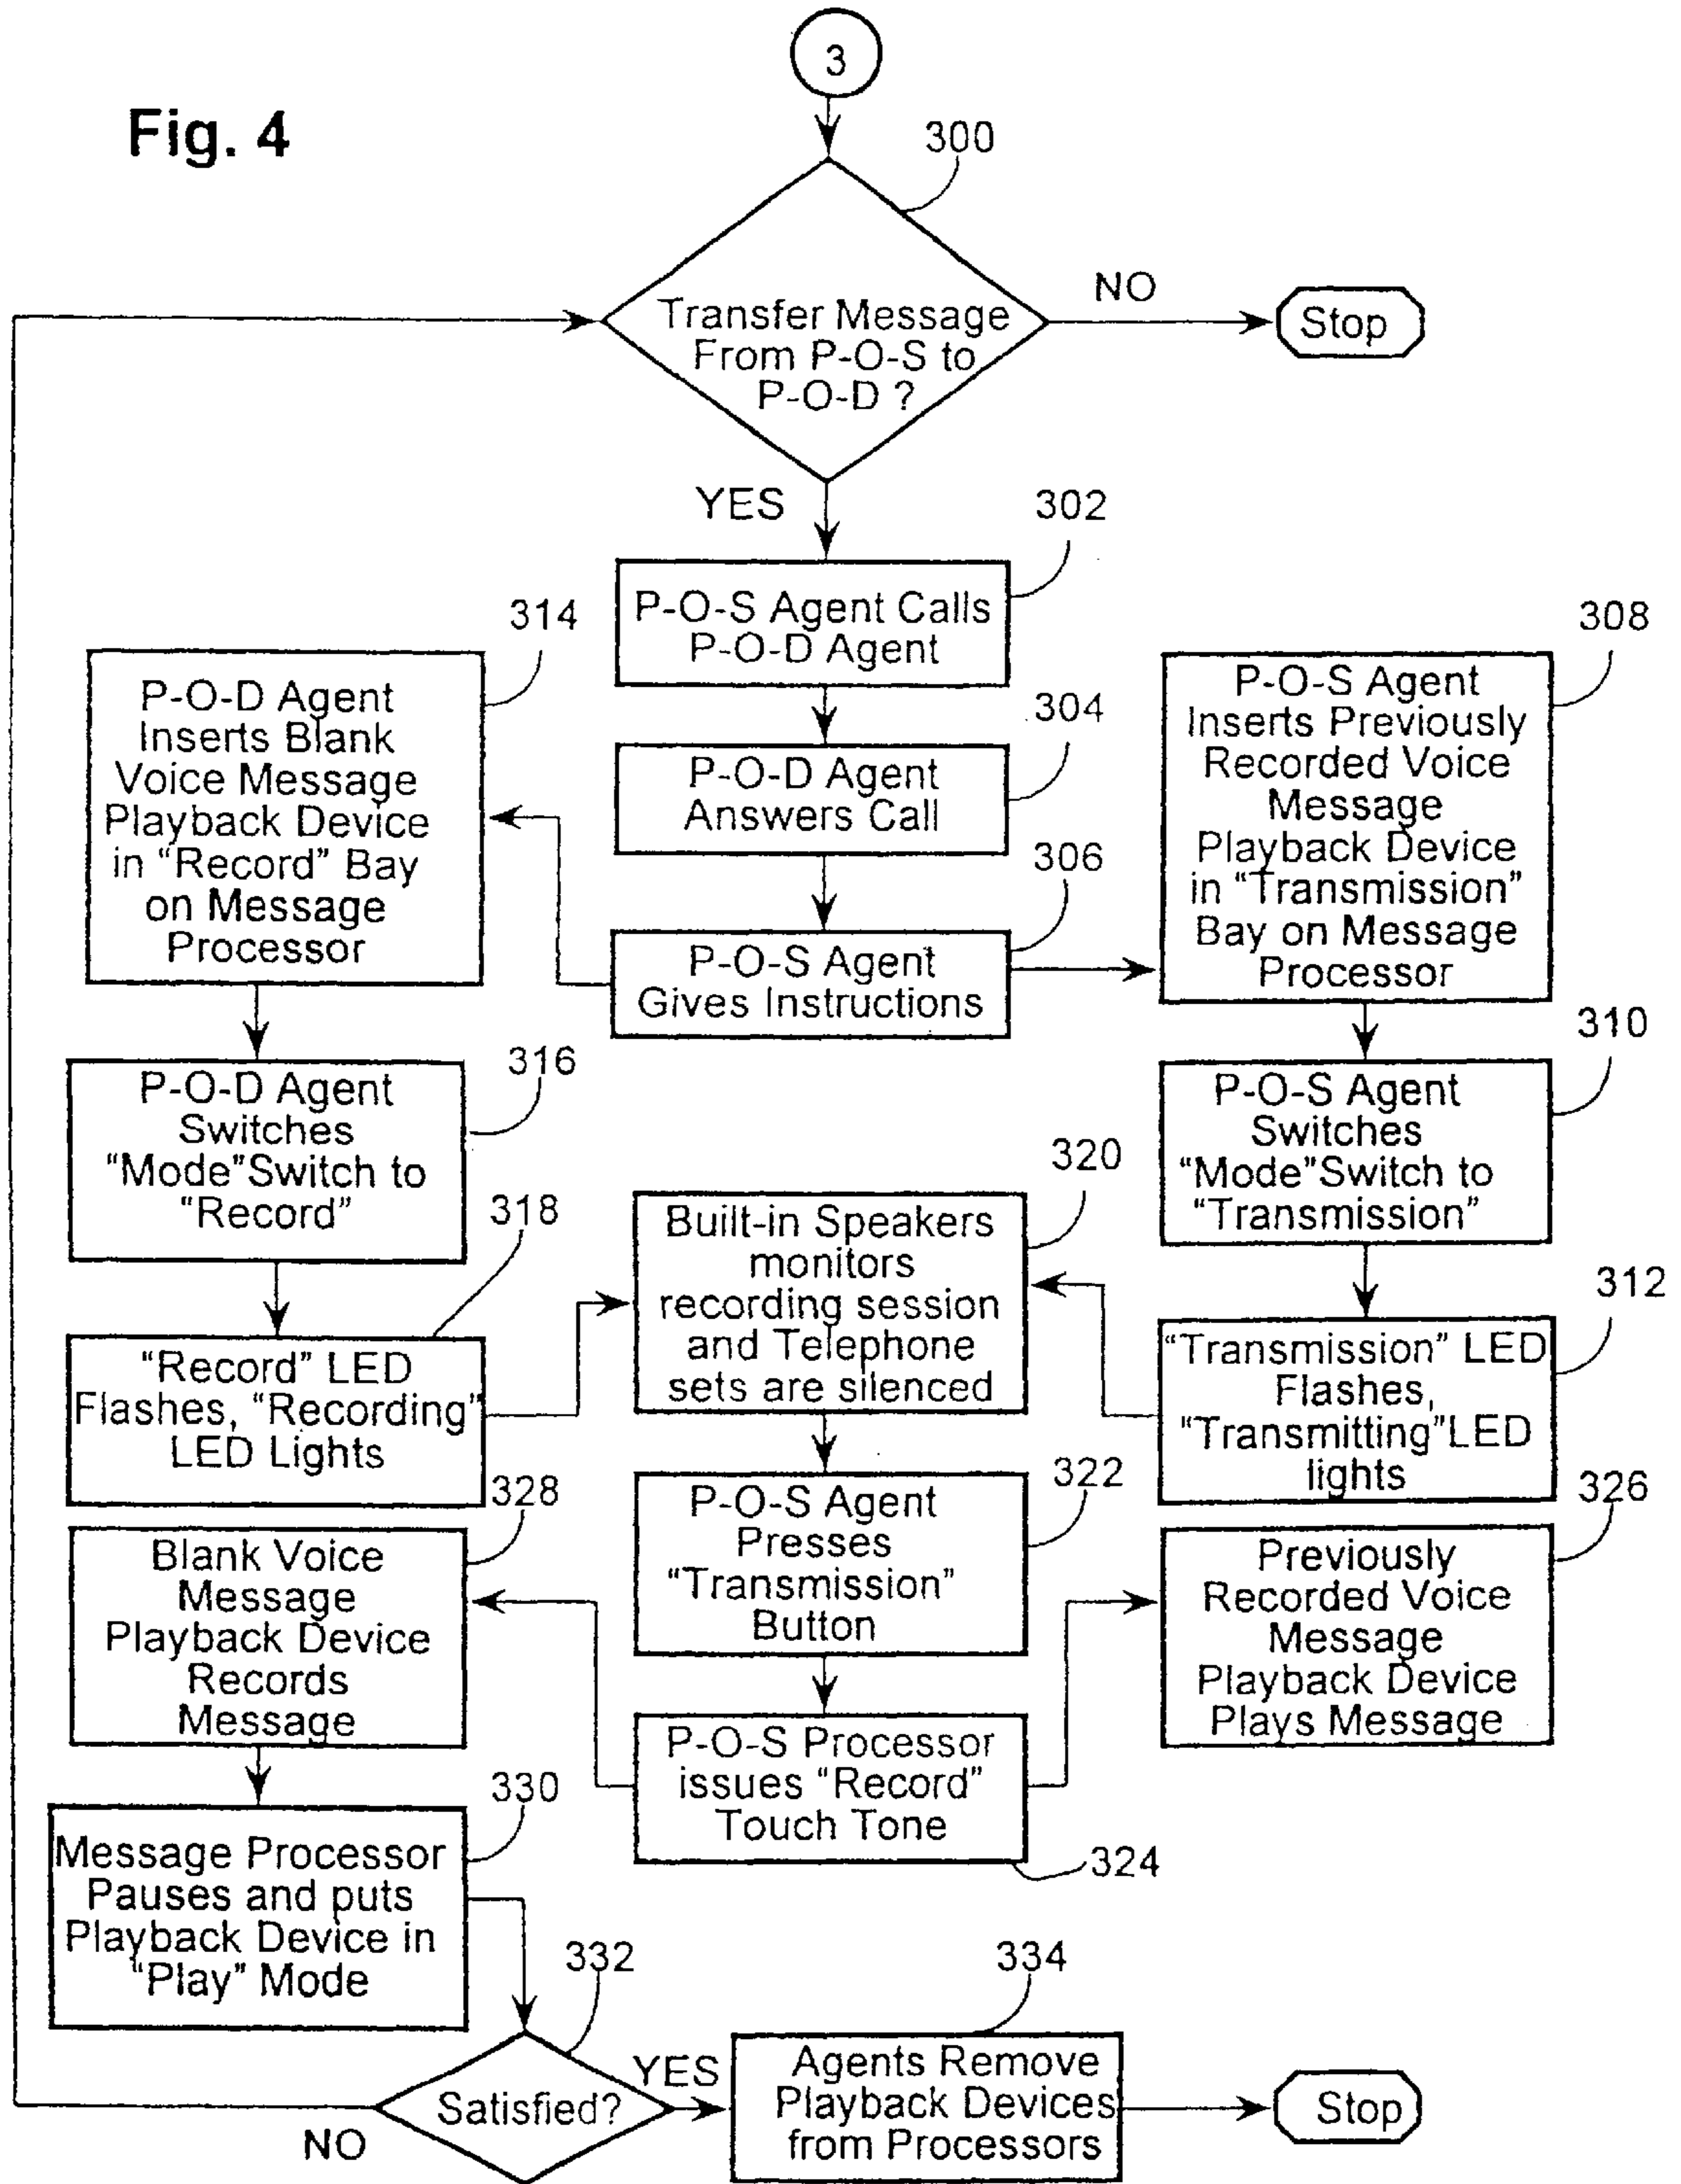 3
Fig. 4
300
Transfer Message
From P-O-S to
P-O-D ?
NO
Stop
YES
302
P-O-S Agent Calls
P-O-D Agent
304
P-O-D Agent
Answers Call
306
P-O-S Agent
Gives Instructions
314
P-O-D Agent
Inserts Blank
Voice Message
Playback Device
in “Record” Bay
on Message
Processor
308
P-O-S Agent
Inserts Previously
Recorded Voice
Message
Playback Device
in “Transmission”
Bay on Message
Processor
316
P-O-D Agent
Switches
“Mode”Switch to
“Record”
310
P-O-S Agent
Switches
“Mode”Switch to
“Transmission”
318
“Record” LED
Flashes, “Recording”
LED Lights
312
“Transmission” LED
Flashes,
“Transmitting”LED
lights
320
Built-in Speakers
monitors
recording session
and Telephone
sets are silenced
322
P-O-S Agent
Presses
“Transmission”
Button
324
P-O-S Processor
issues “Record”
Touch Tone
328
Blank Voice
Message
Playback Device
Records
Message
326
Previously
Recorded Voice
Message
Playback Device
Plays Message
330
Message Processor
Pauses and puts
Playback Device in
“Play” Mode
332
Satisfied?
NO
YES
334
Agents Remove
Playback Devices
from Processors
Stop